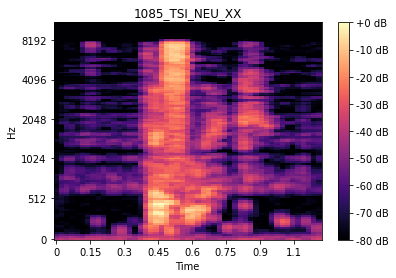 1085_TSI_NEU_XX
8192
4096
2048
1024
512
0
Hz
0
0.15
0.3
0.45
0.6
0.75
0.9
1.1
Time
+0 dB
-10 dB
-20 dB
-30 dB
-40 dB
-50 dB
-60 dB
-70 dB
-80 dB